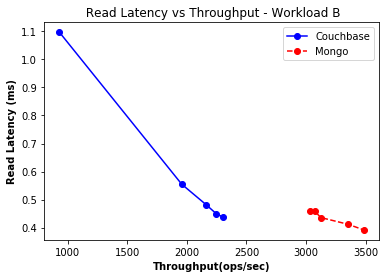 Read Latency vs Throughput - Workload B
Couchbase
Mongo
Read Latency (ms)
1.1
1.0
0.9
0.8
0.7
0.6
0.5
0.4
1000 1500 2000 2500 3000 3500
Throughput(ops/sec)